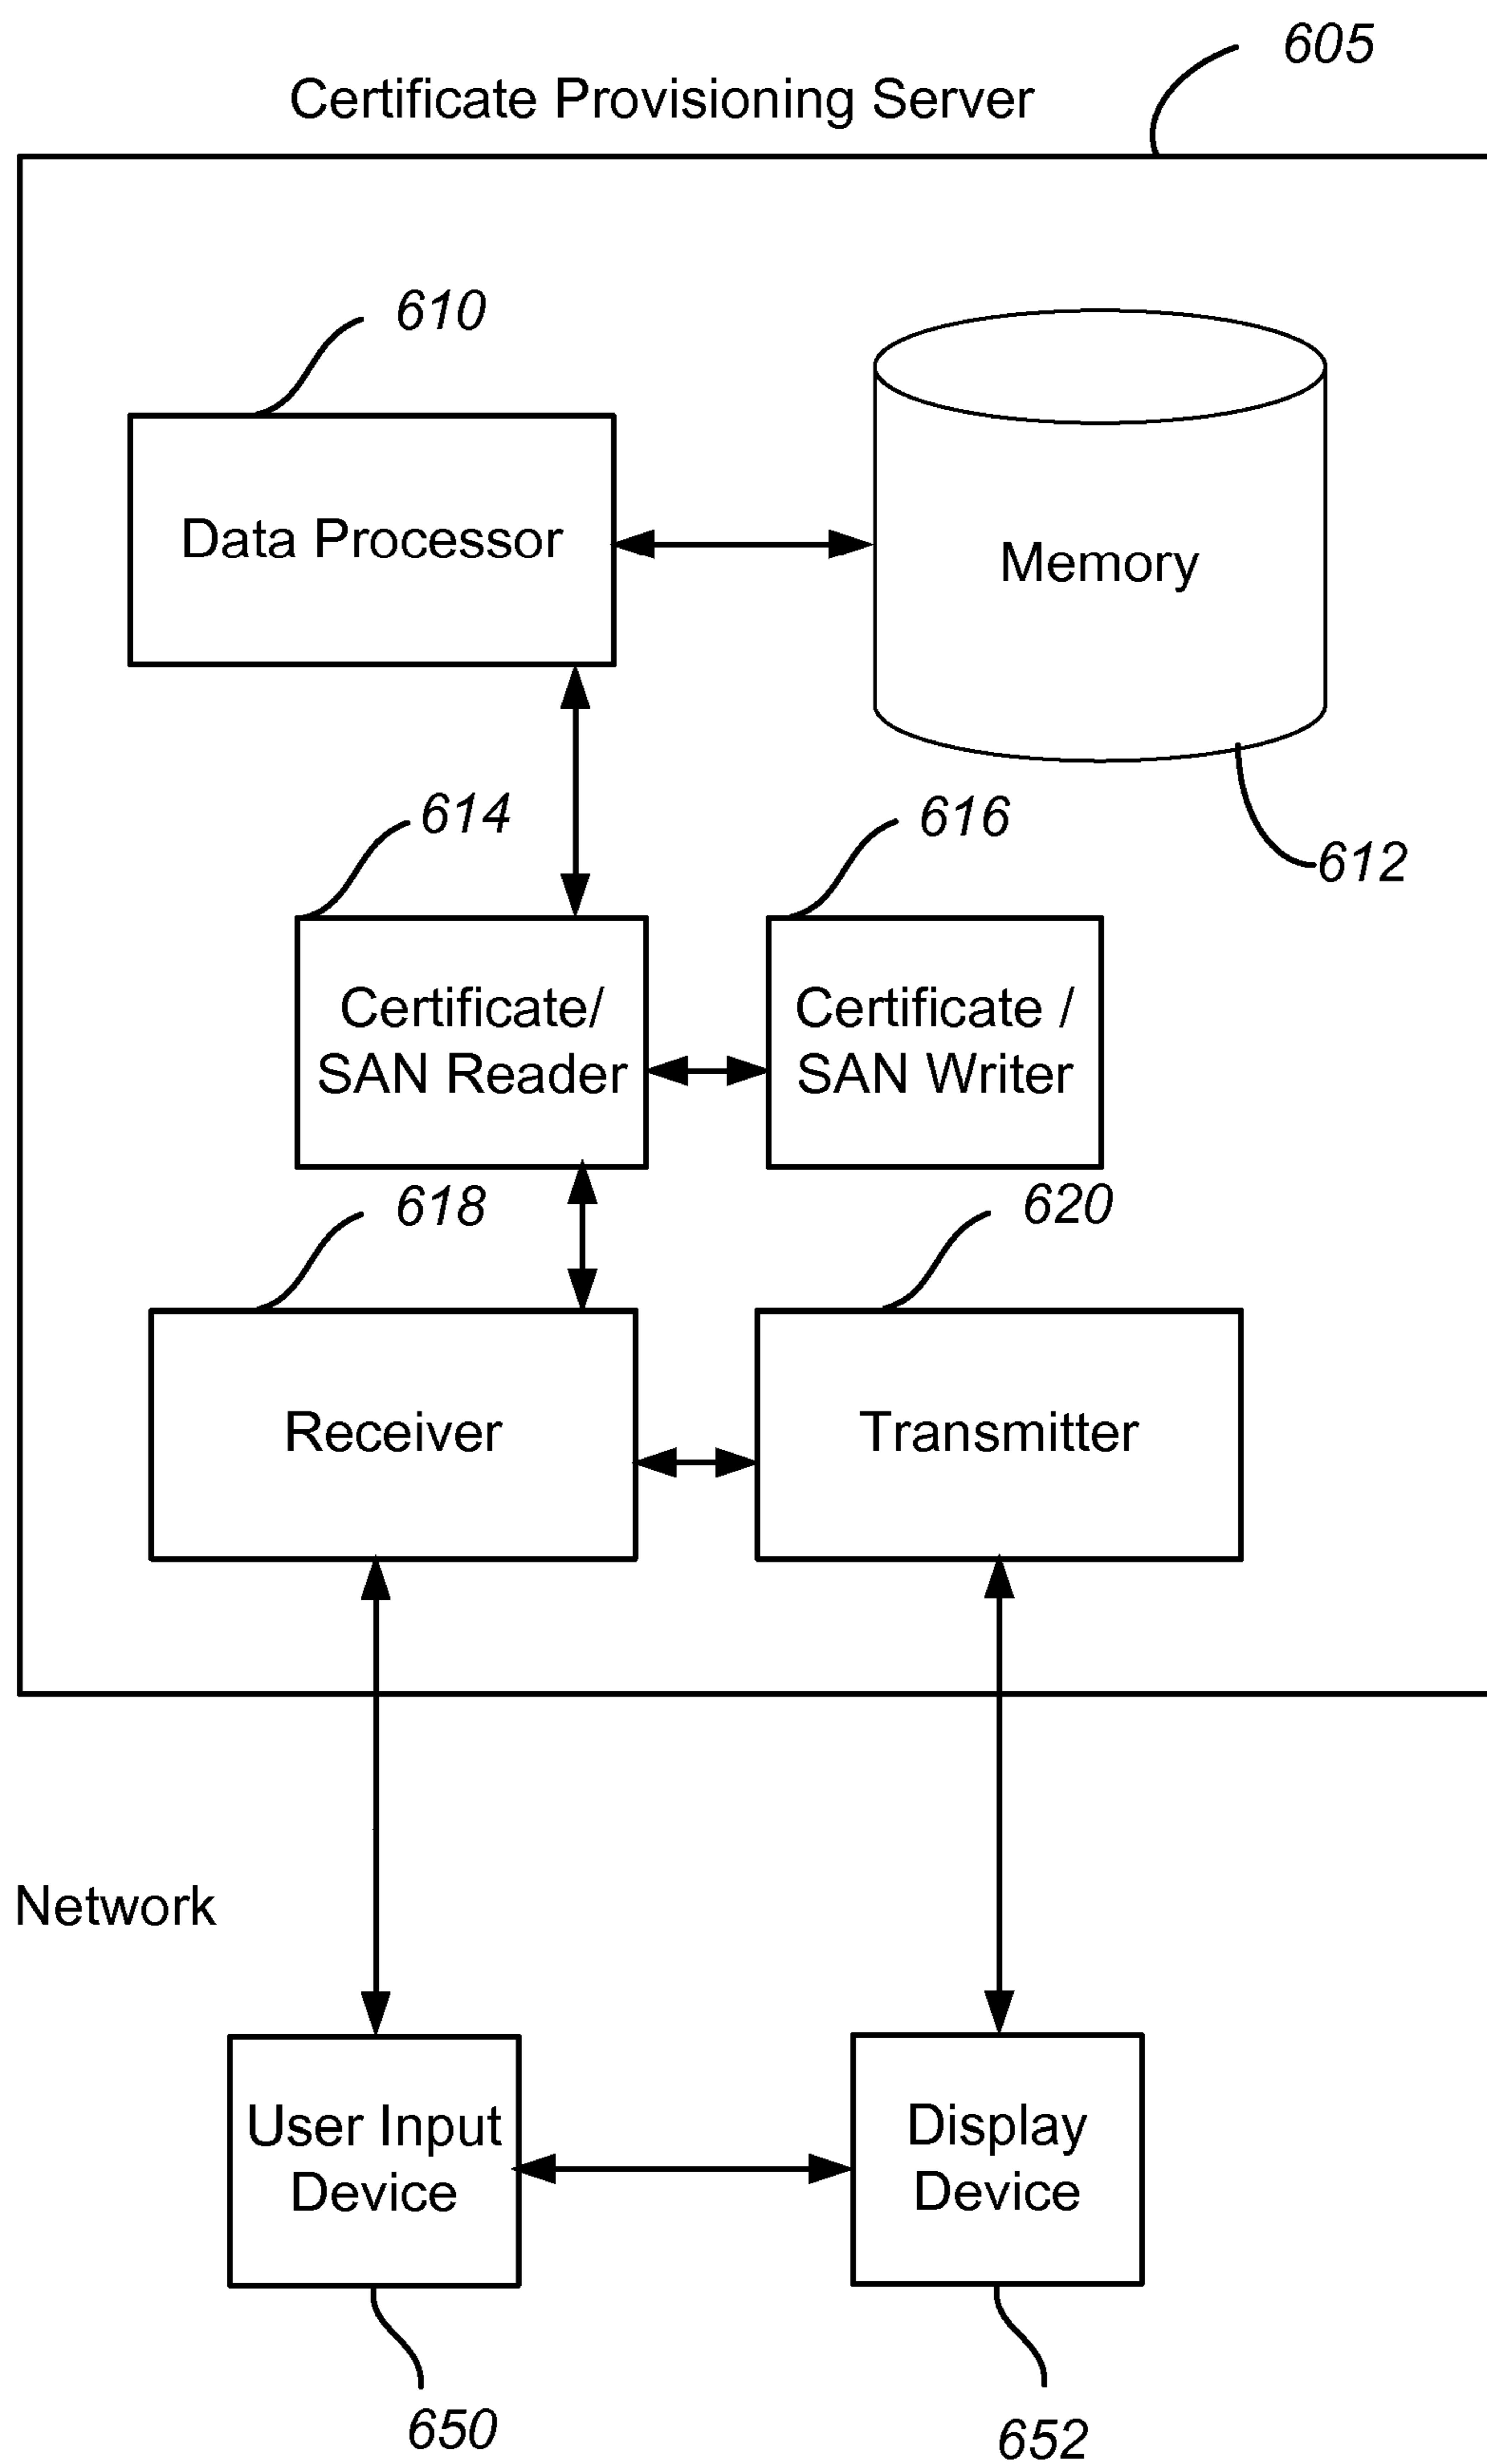 605
Certificate Provisioning Server
610
Data Processor
Memory
614
616
612
Certificate/
SAN Reader
Certificate /
SAN Writer
618
620
Receiver
Transmitter
Network
User Input
Device
Display
Device
650
652